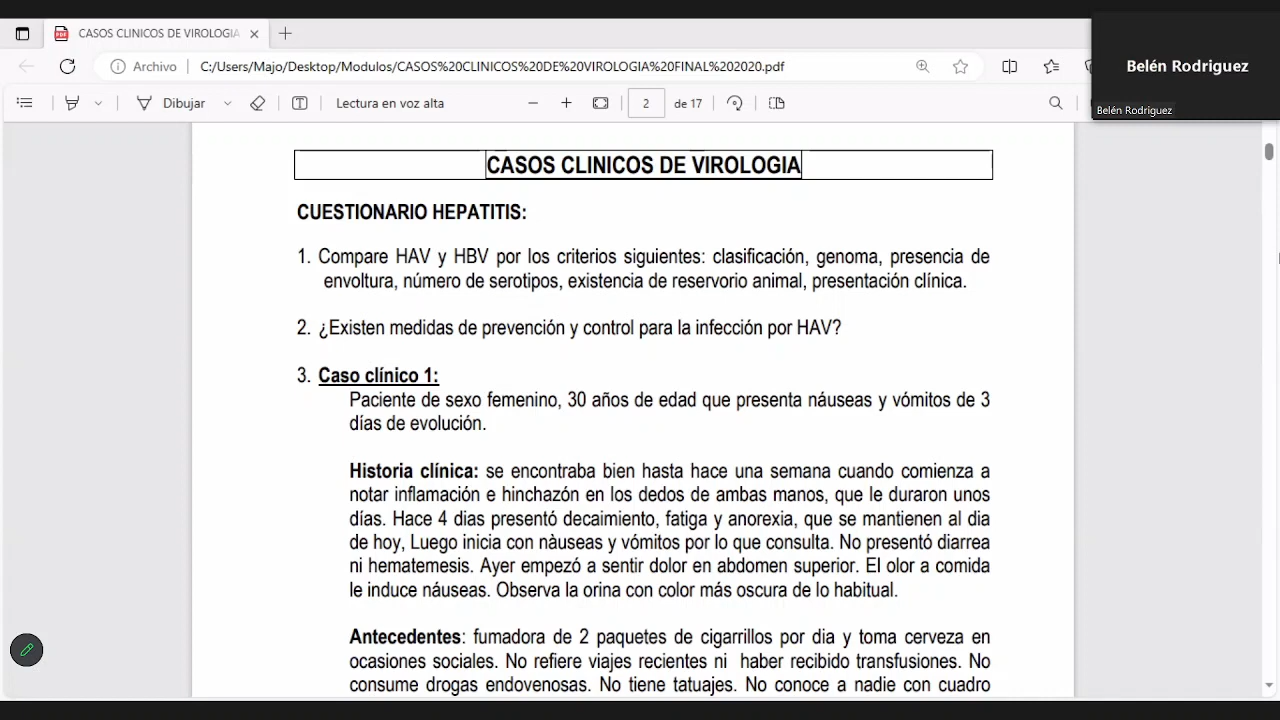 CASOS CLINICOS DE VIROLOGIA
Archivo
C:/Users/Majo/Desktop/Modulos/CASOS%20CLINICOS%20DE%20VIROLOGIA%20FINAL%202020.pdf
Dibujar
Lectura en voz alta
2
de 17
Belén Rodriguez
Belén Rodriguez
CASOS CLINICOS DE VIROLOGIA
CUESTIONARIO HEPATITIS:
1. Compare HAV y HBV por los criterios siguientes: clasificación, genoma, presencia de
envoltura, número de serotipos, existencia de reservorio animal, presentación clínica.
2. ¿Existen medidas de prevención y control para la infección por HAV?
3. Caso clínico 1:
Paciente de sexo femenino, 30 años de edad que presenta náuseas y vómitos de 3
días de evolución.
Historia clínica: se encontraba bien hasta hace una semana cuando comienza a
notar inflamación e hinchazón en los dedos de ambas manos, que le duraron unos
días. Hace 4 dias presentó decaimiento, fatiga y anorexia, que se mantienen al dia
de hoy, Luego inicia con nàuseas y vómitos por lo que consulta. No presentó diarrea
ni hematemesis. Ayer empezó a sentir dolor en abdomen superior. El olor a comida
le induce náuseas. Observa la orina con color más oscura de lo habitual.
Antecedentes: fumadora de 2 paquetes de cigarrillos por dia y toma cerveza en
ocasiones sociales. No refiere viajes recientes ni haber recibido transfusiones. No
consume drogas endovenosas. No tiene tatuajes. No conoce a nadie con cuadro